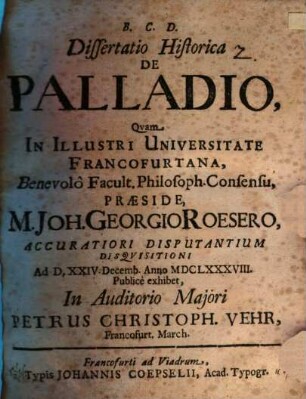 B. C. D.
Dissertatio Historica 2
DE
PALLADIO,
Qvam
IN ILLUSTRI UNIVERSITATE
FRANCOFURTANA,
Benevolô Facult. Philosoph. Consensu,
PRÆSIDE,
M. JOH. GEORGIO ROESERO,
ACCURATIORI DISPUTANTIUM
DISQVISITIONI
Ad D. XXIV. Decemb. Anno MDCLXXXVIII.
Publicè exhibet,
In Auditorio Majori
PETRUS CHRISTOPH. VEHR,
Francofurt. March.
Francofurti ad Viadrum,
Typis JOHANNIS COEPSELII, Acad. Typogr.